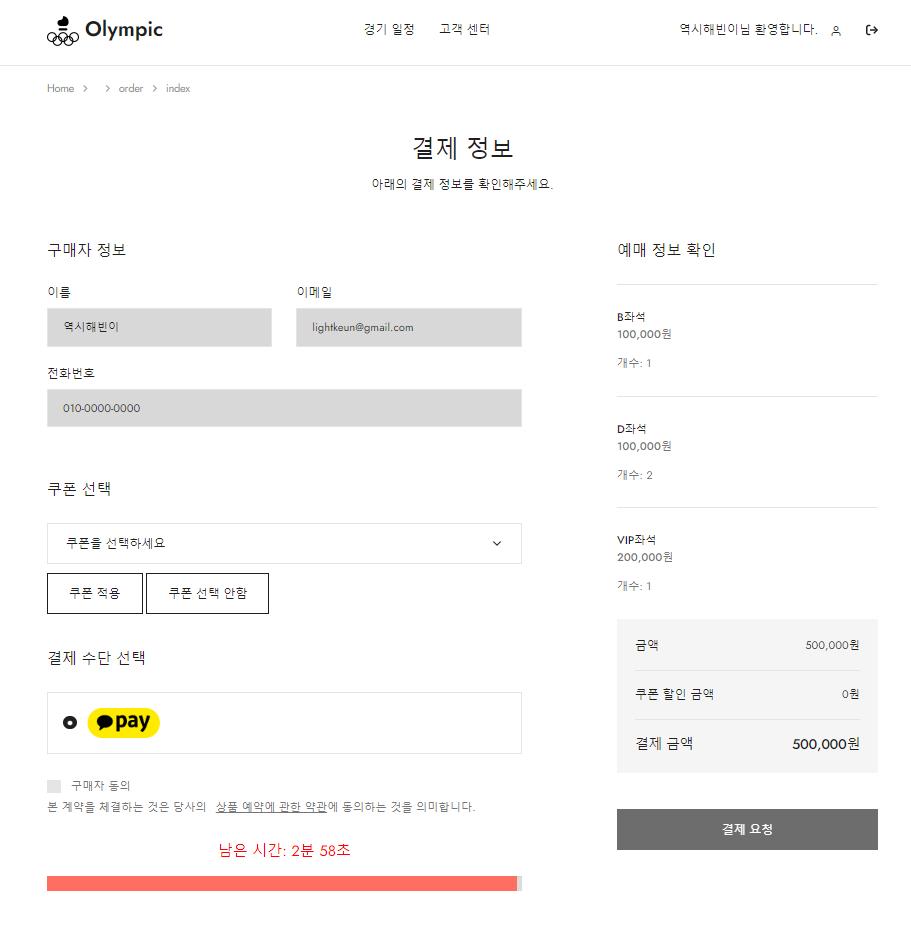 Olympic
경기 일정 고객 센터
역시해빈이님 환영합니다.
Home > > order > index
결제 정보
아래의 결제 정보를 확인해주세요.
구매자 정보
이름
역시해빈이
이메일
lightkeun@gmail.com
전화번호
010-0000-0000
쿠폰 선택
쿠폰을 선택하세요
쿠폰 적용
쿠폰 선택 안함
결제 수단 선택
pay
구매자 동의
본 계약을 체결하는 것은 당사의 상품 예약에 관한 약관에 동의하는 것을 의미합니다.
남은 시간: 2분 58초
예매 정보 확인
B좌석
100,000원
개수: 1
D좌석
100,000원
개수: 2
VIP좌석
200,000원
개수: 1
금액 500,000원
쿠폰 할인 금액 0원
결제 금액 500,000원
결제 요청